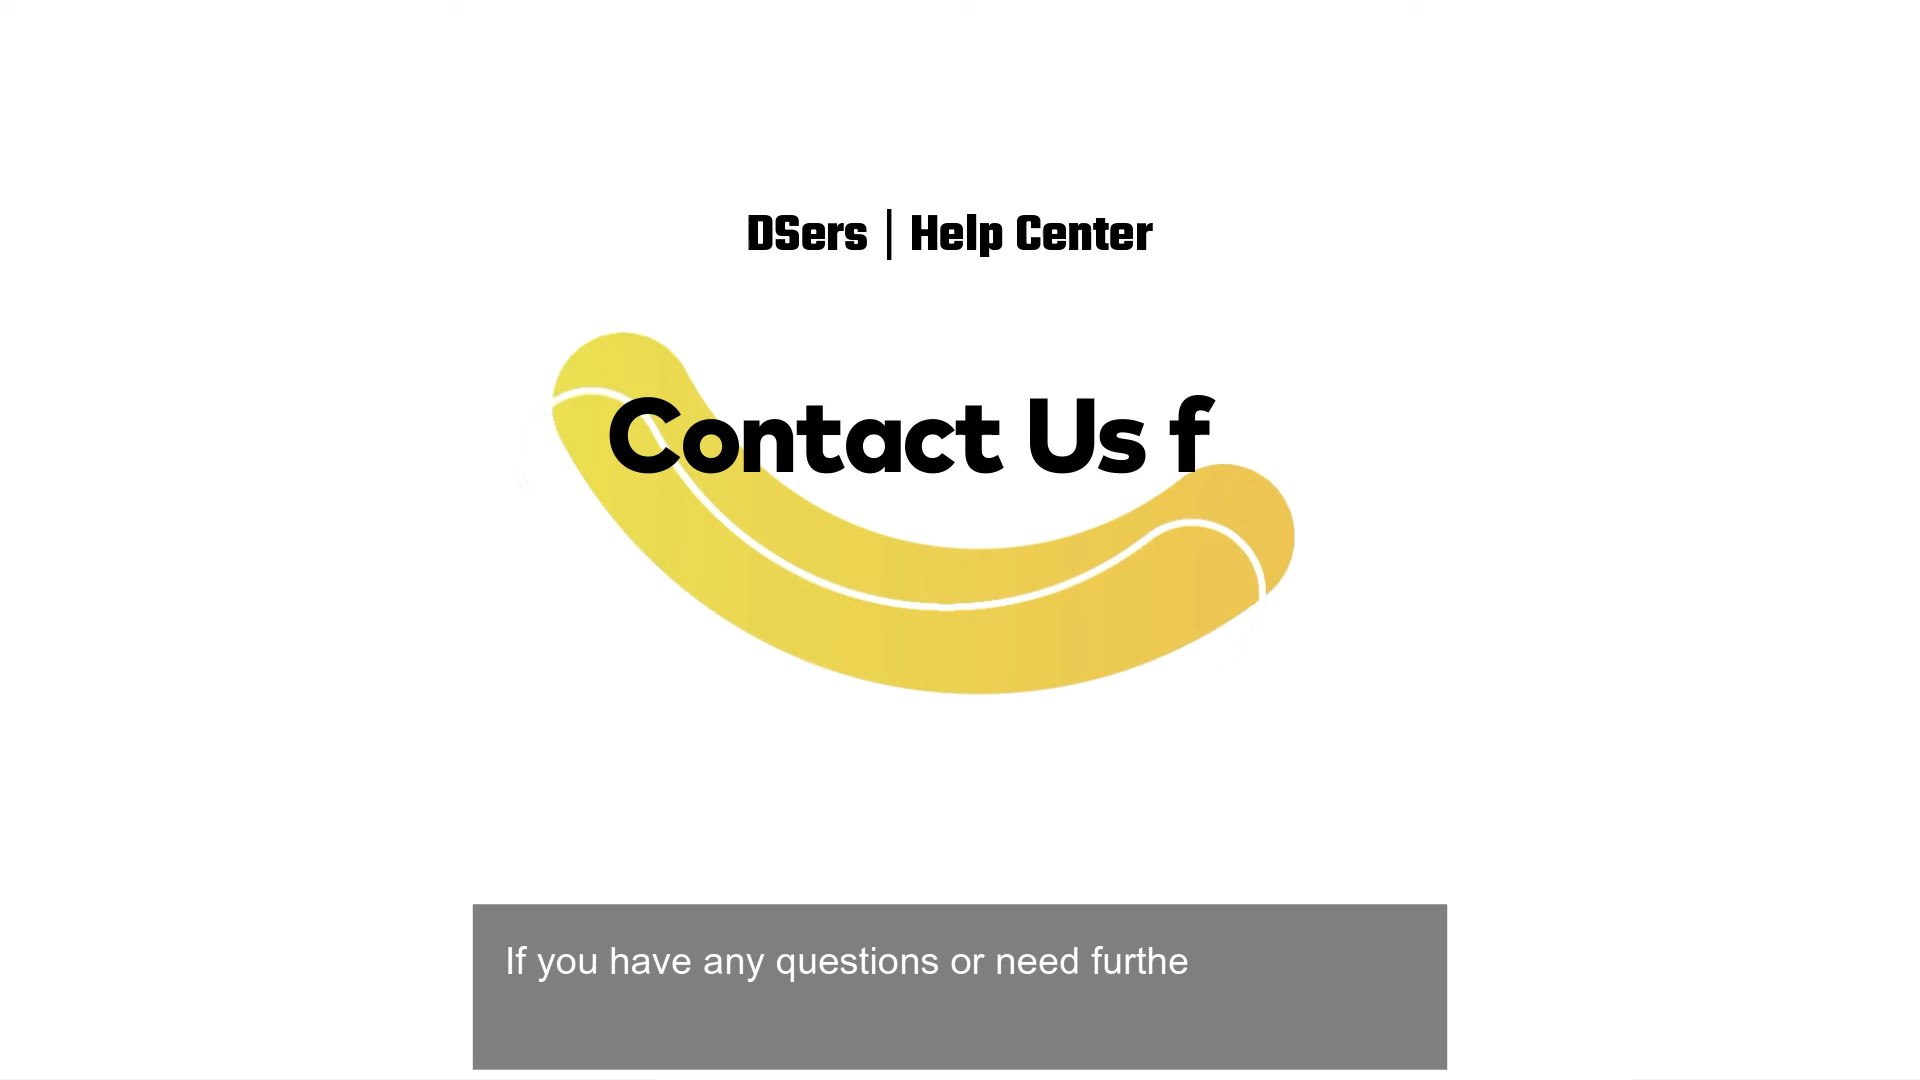 DSers | Help Center
Contact Us f
If you have any questions or need furthe